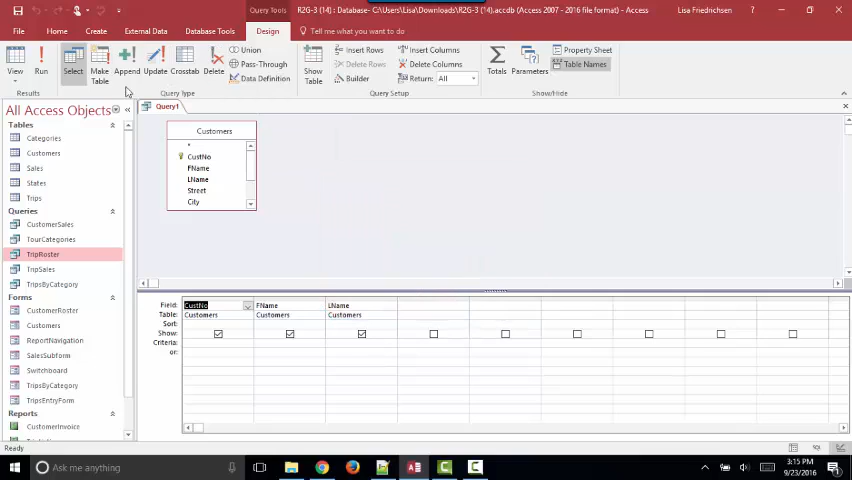 Query Tools
R2G-3 (14) : Database- C:\Users\Lisa\Downloads\R2G-3 (14).accdb (Access 2007 - 2016 file format) - Access
Lisa Friedrichsen
File Home Create External Data Database Tools Design Tell me what you want to do
View Run Select Make Table Append Update Crosstab Delete
Union
Pass-Through
Data Definition
Show Table
Insert Rows
Delete Rows
Builder
Insert Columns
Delete Columns
Return: All
Totals Parameters
Property Sheet
Table Names
Results Query Type Query Setup Show/Hide
All Access Objects
Tables
Categories
Customers
Sales
States
Trips
Queries
CustomerSales
TourCategories
TripRoster
TripSales
TripsByCategory
Forms
CustomerRoster
Customers
ReportNavigation
SalesSubform
Switchboard
TripsByCategory
TripsEntryForm
Reports
CustomerInvoice
Query1
Customers
*
CustNo
FName
LName
Street
City
Field: CustNo FName LName
Table: Customers Customers Customers
Sort:
Show:
Criteria:
or:
Ready
Ask me anything
3:15 PM
9/23/2016